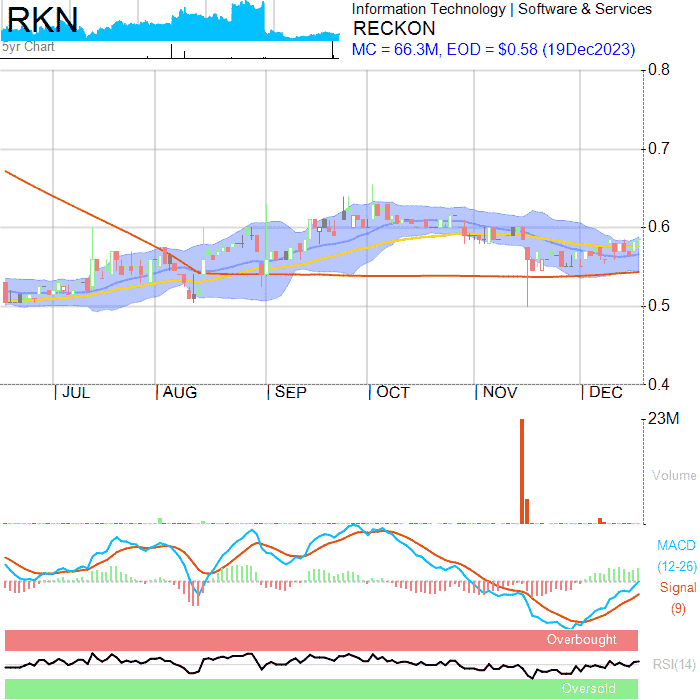 RKN
5yr Chart
Information Technology | Software & Services
RECKON
MC = 66.3M, EOD = $0.58 (19Dec2023)
0.8
0.7
0.6
0.5
0.4
JUL AUG SEP OCT NOV DEC
23M
Volume
MACD
(12-26)
Signal
(9)
Overbought
RSI(14)
Oversold